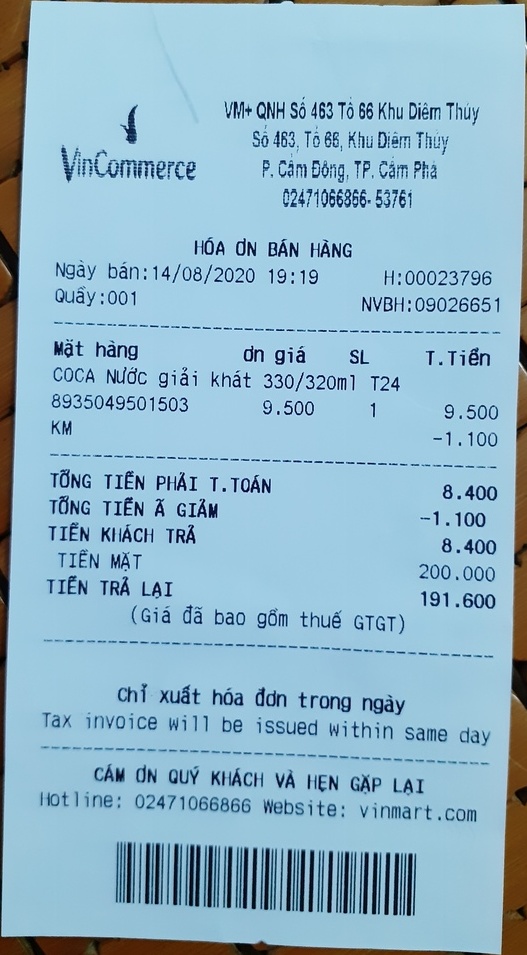 VinCommerce
VM+ QNH Số 463 Tổ 66 Khu Diêm Thủy
Số 463, Tổ 66, Khu Diêm Thủy
P. Cẩm Đông, TP. Cẩm Phả
02471066866- 53761
HÓA ƠN BÁN HÀNG
Ngày bán:14/08/2020 19:19 H:00023796
Quầy:001 NVBH:09026651
Mặt hàng ơn giá SL T.Tiền
COCA Nước giải khát 330/320ml T24
8935049501503 9.500 1 9.500
KM -1.100
TỔNG TIỀN PHẢI T.TOÁN 8.400
TỔNG TIỀN Ã GIẢM -1.100
TIỀN KHÁCH TRẢ 8.400
TIỀN MẶT 200.000
TIỀN TRẢ LẠI 191.600
(Giá đã bao gồm thuế GTGT)
Chỉ xuất hóa đơn trong ngày
Tax invoice will be issued within same day
CÁM ƠN QUÝ KHÁCH VÀ HẸN GẶP LẠI
Hotline: 02471066866 Website: vinmart.com